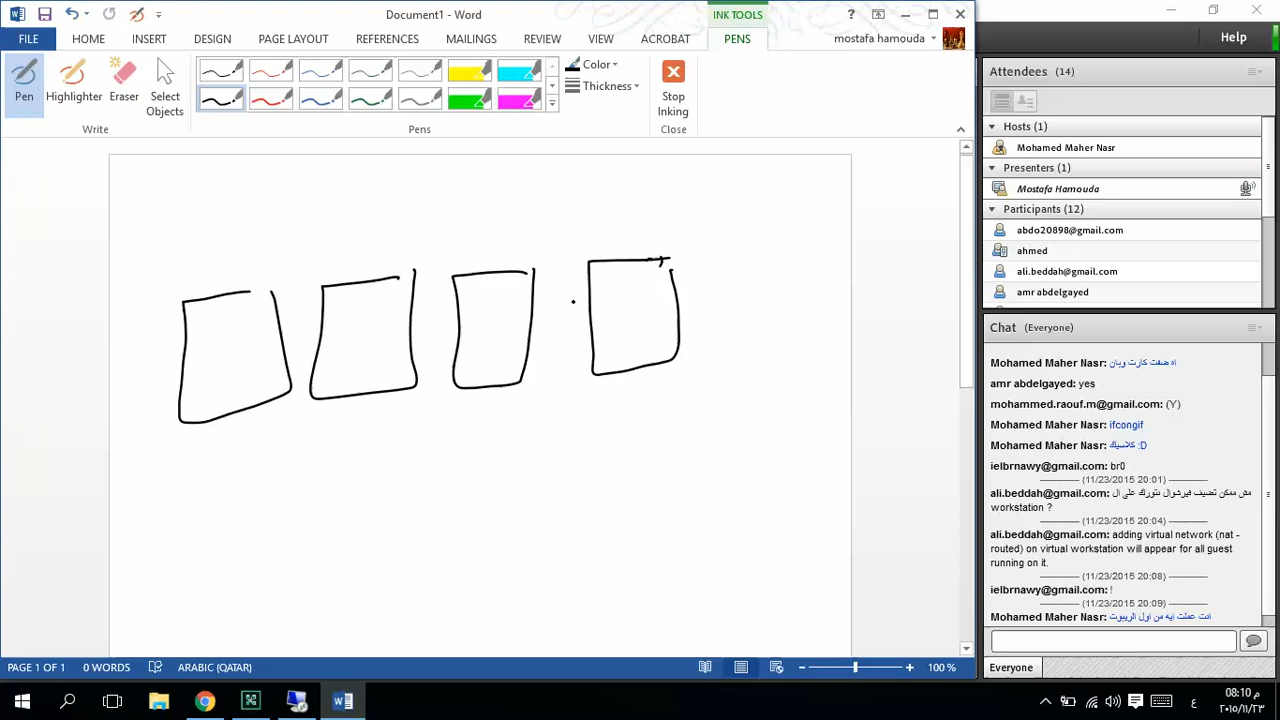 Document1 - Word
INK TOOLS
?
FILE
HOME
INSERT
DESIGN
PAGE LAYOUT
REFERENCES
MAILINGS
REVIEW
VIEW
ACROBAT
PENS
mostafa hamouda
Help
Pen
Highlighter
Eraser
Select
Objects
Color
Thickness
Stop
Inking
Write
Pens
Close
Attendees (14)
Hosts (1)
Mohamed Maher Nasr
Presenters (1)
Mostafa Hamouda
Participants (12)
abdo20898@gmail.com
ahmed
ali.beddah@gmail.com
amr abdelgayed
Chat (Everyone)
Mohamed Maher Nasr: اه ضفت كارت وبان
amr abdelgayed: yes
mohammed.raouf.m@gmail.com: (Y)
Mohamed Maher Nasr: ifcongif
Mohamed Maher Nasr: كلاسيك :D
ielbrnawy@gmail.com: br0
------------ (11/23/2015 20:01) ------------
ali.beddah@gmail.com: مش ممكن تضيف فيرشوال نتورك على ال
workstation ?
------------ (11/23/2015 20:04) ------------
ali.beddah@gmail.com: adding virtual network (nat -
routed) on virtual workstation will appear for all guest
running on it.
------------ (11/23/2015 20:08) ------------
ielbrnawy@gmail.com: !
------------ (11/23/2015 20:09) ------------
Mohamed Maher Nasr: انت عملت ايه من اول الريبوت
Everyone
PAGE 1 OF 1
0 WORDS
ARABIC (QATAR)
100 %
ع
08:10 م
٢٠١٥/١١/٢٣